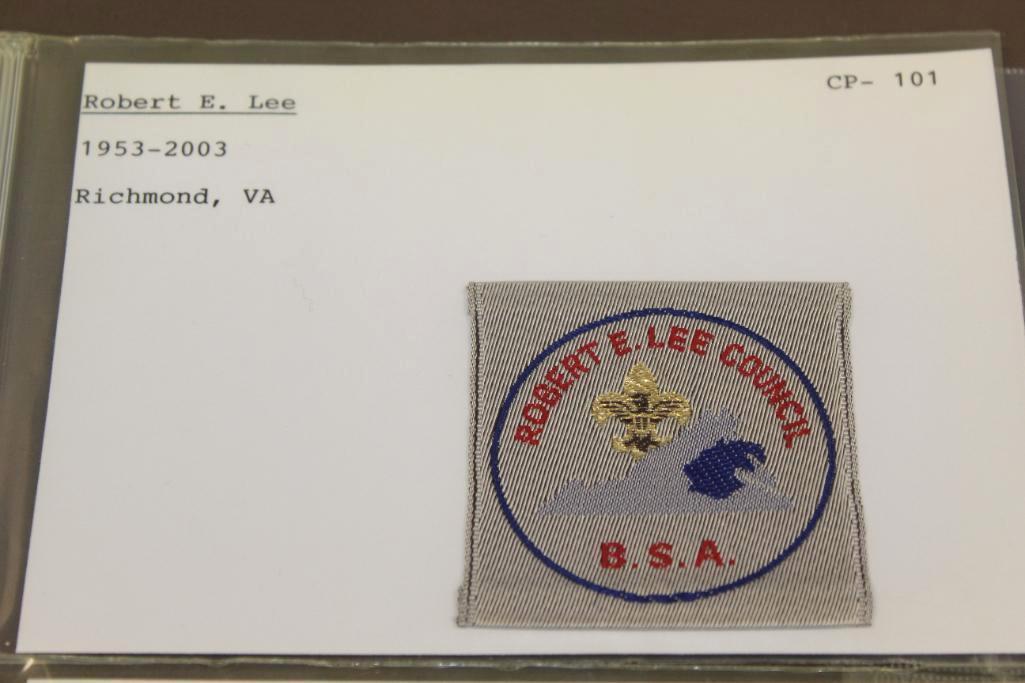 Robert E. Lee
CP- 101
1953-2003
Richmond, VA
ROBERT E. LEE COUNCIL
B.S.A.